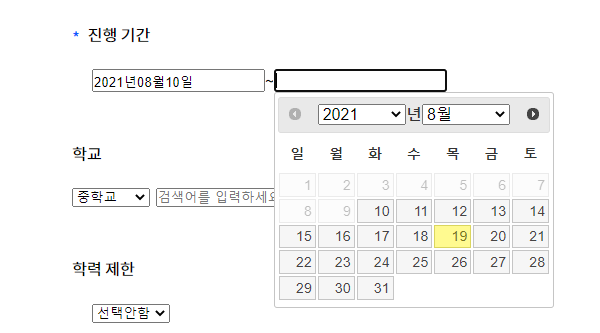 * 진행 기간
2021년08월10일 ~
2021 년 8월
일 월 화 수 목 금 토
1 2 3 4 5 6 7
8 9 10 11 12 13 14
15 16 17 18 19 20 21
22 23 24 25 26 27 28
29 30 31
학교
중학교 검색어를 입력하세요
학력 제한
선택안함